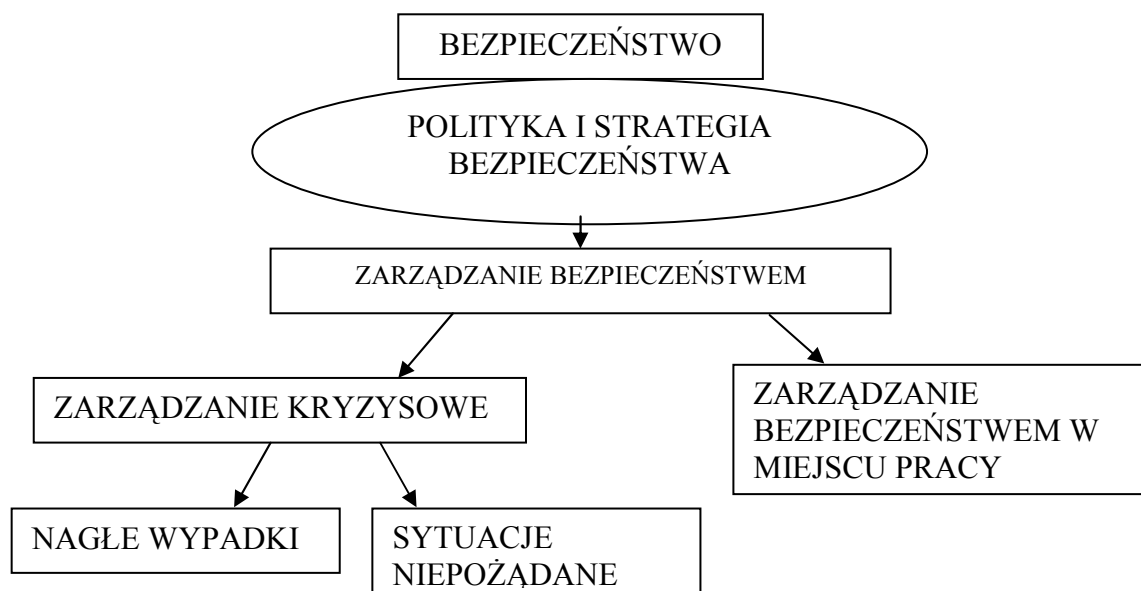 BEZPIECZEŃSTWO
POLITYKA I STRATEGIA
BEZPIECZEŃSTWA
ZARZĄDZANIE BEZPIECZEŃSTWEM
ZARZĄDZANIE KRYZYSOWE
ZARZĄDZANIE
BEZPIECZEŃSTWEM W
MIEJSCU PRACY
NAGŁE WYPADKI
SYTUACJE
NIEPOŻĄDANE